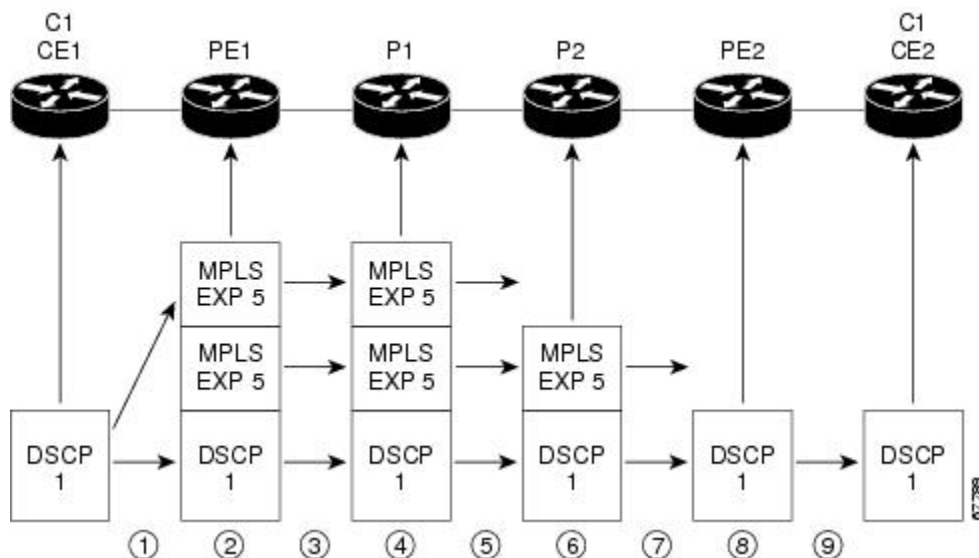 C1
CE1
PE1
P1
P2
PE2
C1
CE2
MPLS
EXP 5
MPLS
EXP 5
MPLS
EXP 5
MPLS
EXP 5
MPLS
EXP 5
DSCP
1
DSCP
1
DSCP
1
DSCP
1
DSCP
1
DSCP
1
① ② ③ ④ ⑤ ⑥ ⑦ ⑧ ⑨